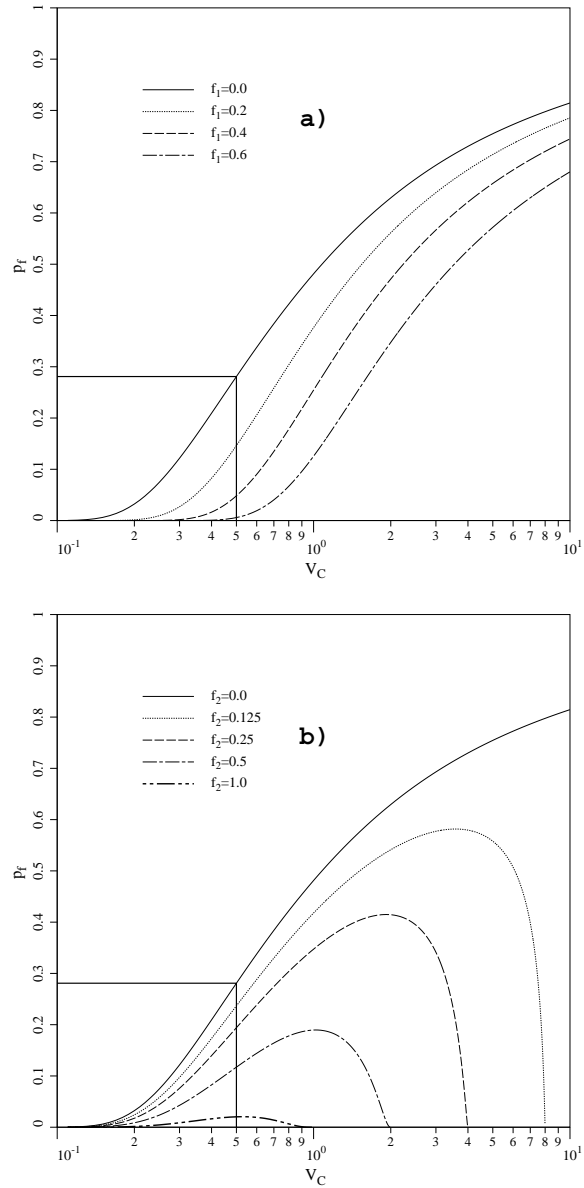 1
0.9
0.8
0.7
0.6
0.5
0.4
0.3
0.2
0.1
0
p_f
f_1=0.0
f_1=0.2
f_1=0.4
f_1=0.6
a)
10^-1 2 3 4 5 6 7 8 9 10^0 2 3 4 5 6 7 8 9 10^1
V_C
1
0.9
0.8
0.7
0.6
0.5
0.4
0.3
0.2
0.1
0
p_f
f_2=0.0
f_2=0.125
f_2=0.25
f_2=0.5
f_2=1.0
b)
10^-1 2 3 4 5 6 7 8 9 10^0 2 3 4 5 6 7 8 9 10^1
V_C